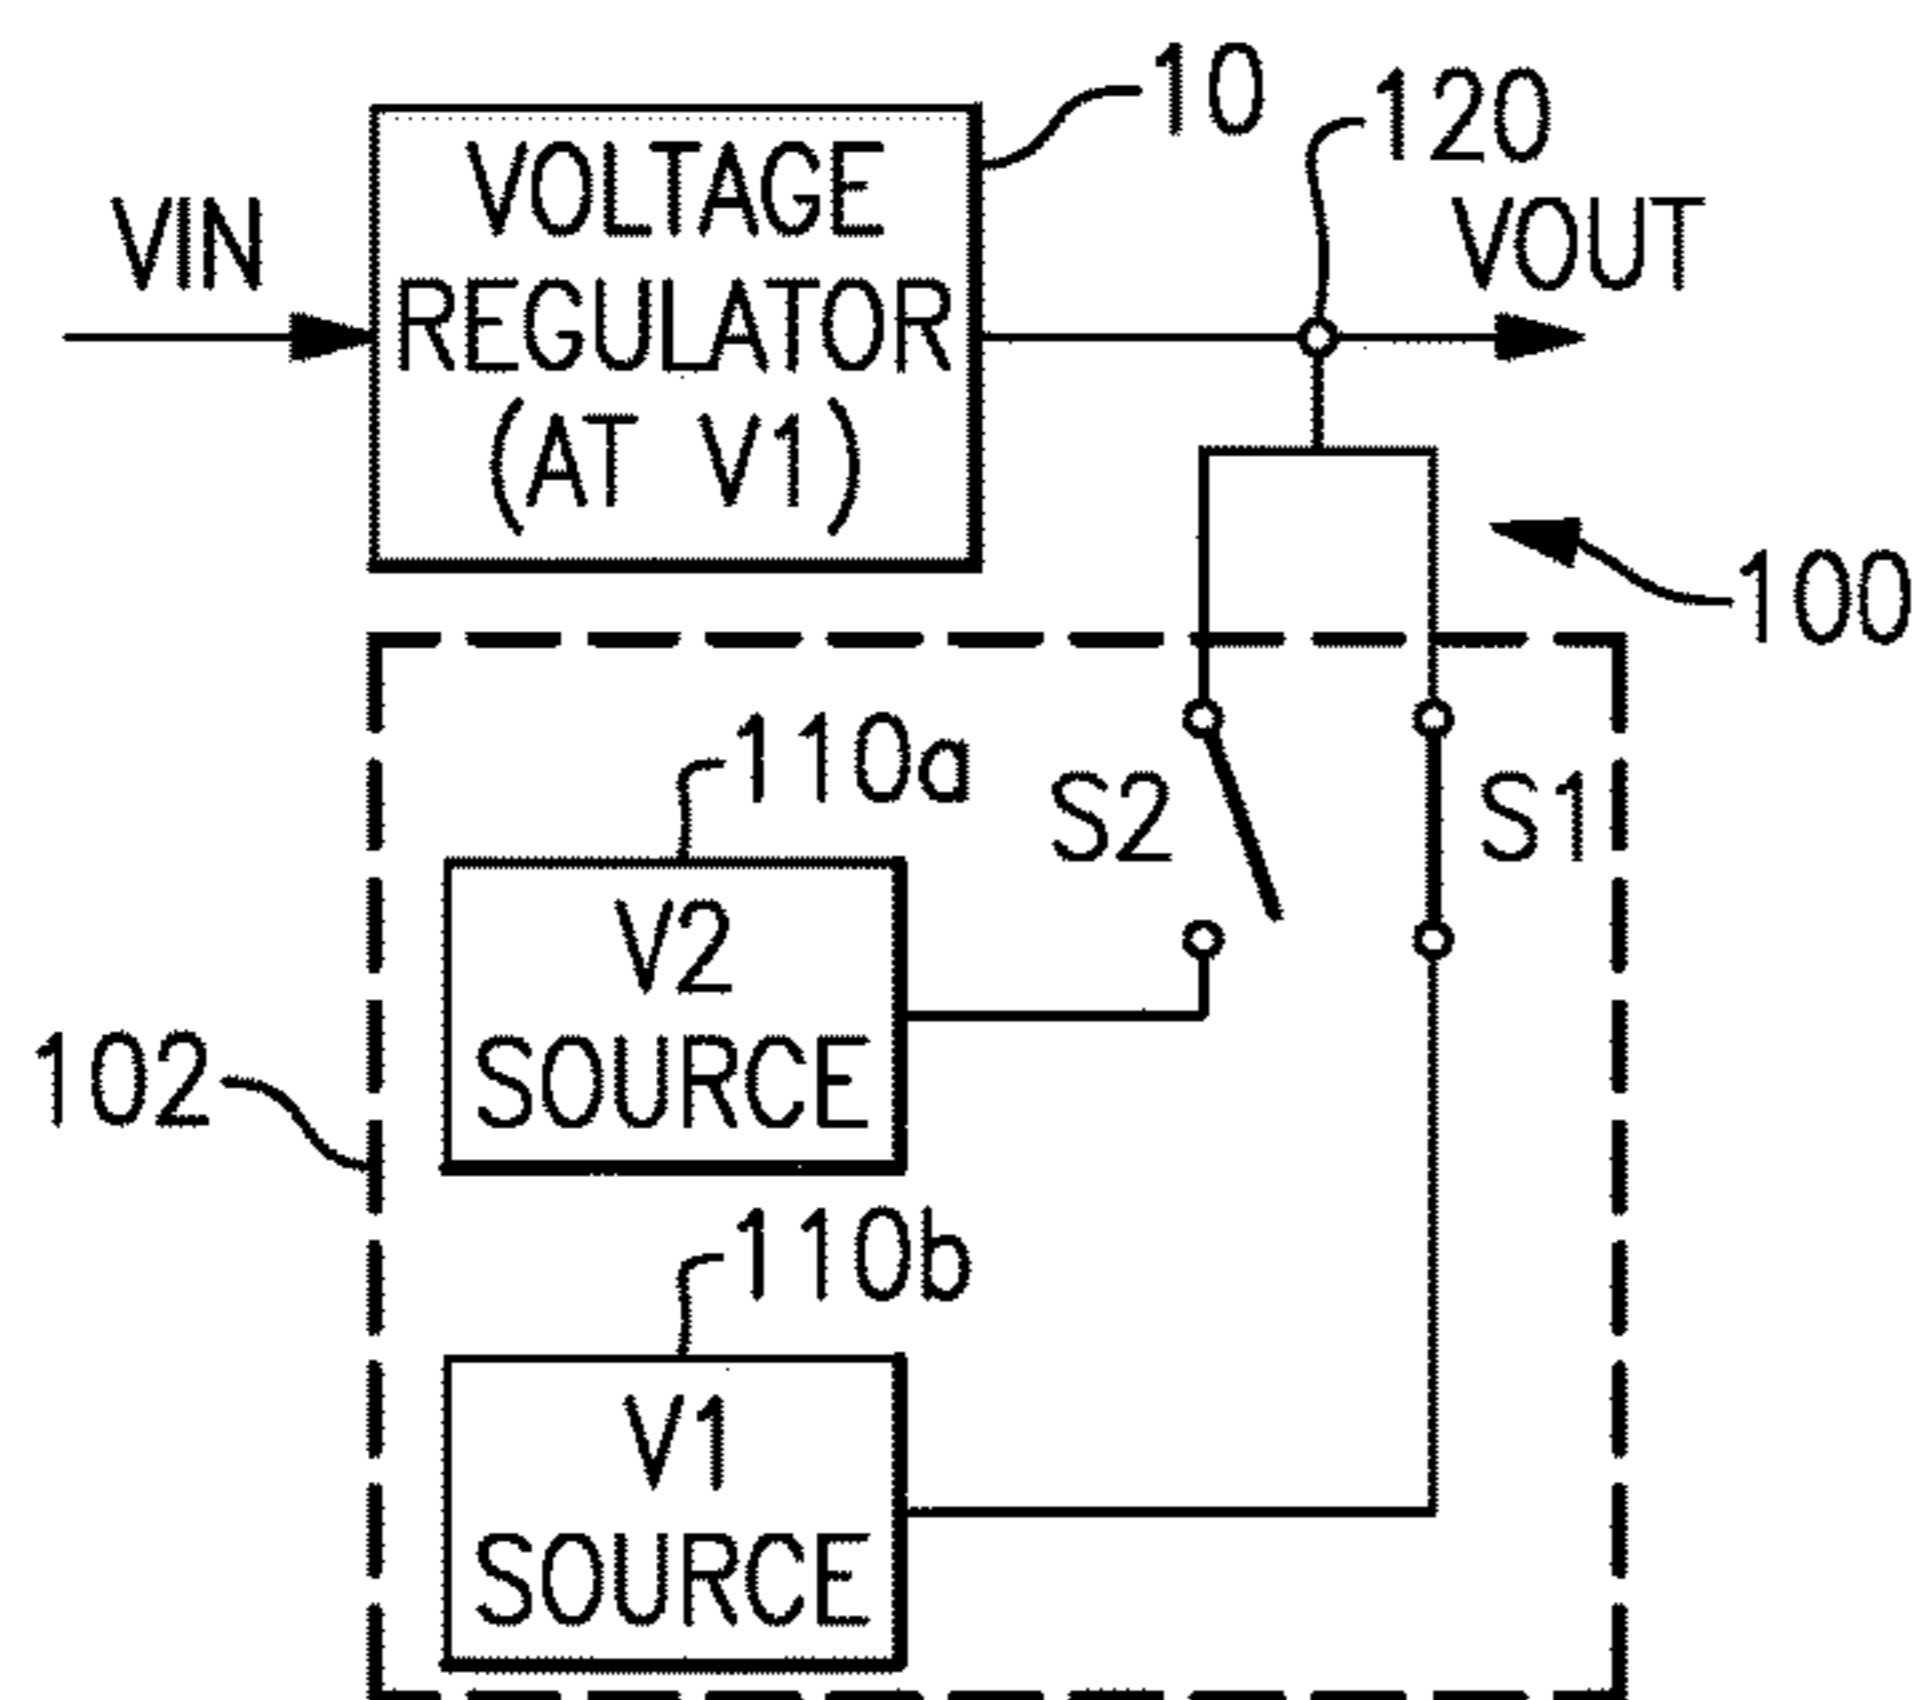 10
120
VIN
VOLTAGE
REGULATOR
(AT V1)
VOUT
100
110a
S2
S1
V2
SOURCE
102
110b
V1
SOURCE